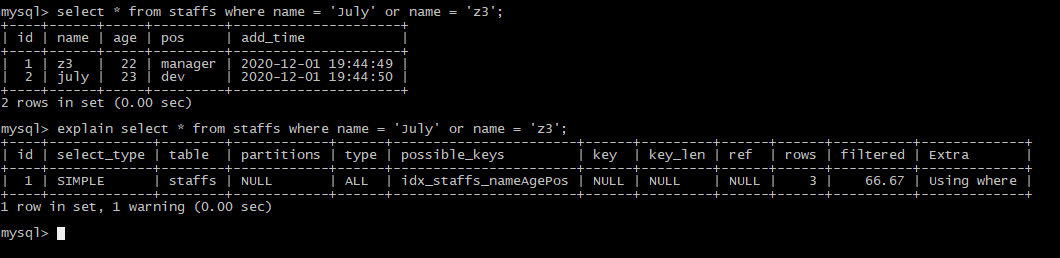 mysql> select * from staffs where name = 'July' or name = 'z3';
+----+------+-----+---------+---------------------+
| id | name | age | pos     | add_time            |
+----+------+-----+---------+---------------------+
|  1 | z3   |  22 | manager | 2020-12-01 19:44:49 |
|  2 | july |  23 | dev     | 2020-12-01 19:44:50 |
+----+------+-----+---------+---------------------+
2 rows in set (0.00 sec)

mysql> explain select * from staffs where name = 'July' or name = 'z3';
+----+-------------+--------+------------+------+-----------------------+------+---------+------+------+----------+-------------+
| id | select_type | table  | partitions | type | possible_keys         | key  | key_len | ref  | rows | filtered | Extra       |
+----+-------------+--------+------------+------+-----------------------+------+---------+------+------+----------+-------------+
|  1 | SIMPLE      | staffs | NULL       | ALL  | idx_staffs_nameAgePos | NULL | NULL    | NULL |    3 |    66.67 | Using where |
+----+-------------+--------+------------+------+-----------------------+------+---------+------+------+----------+-------------+
1 row in set, 1 warning (0.00 sec)

mysql>